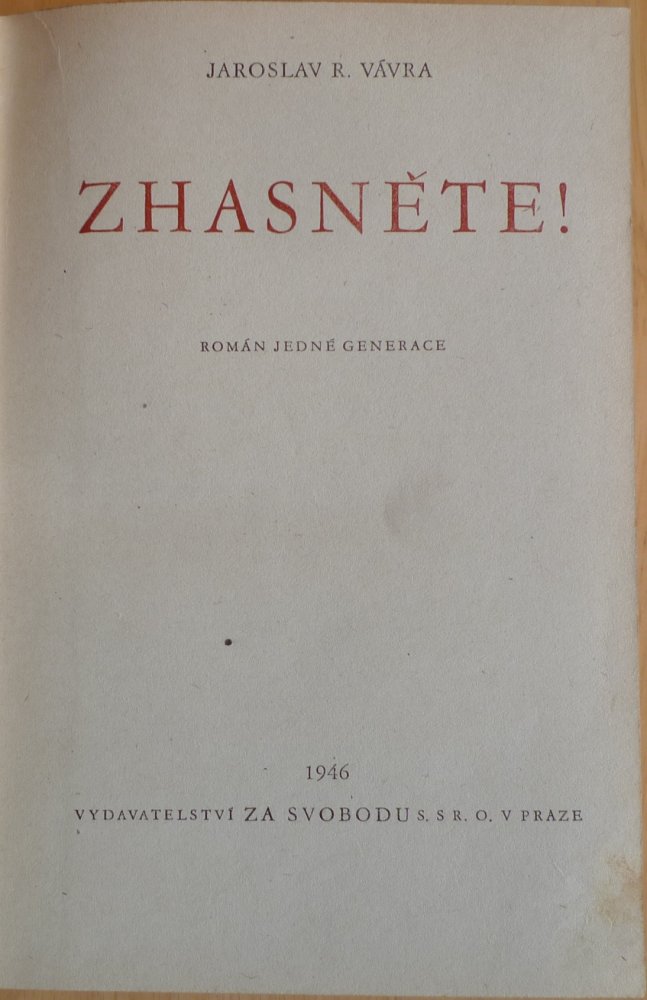 JAROSLAV R. VÁVRA
ZHASNĚTE!
ROMÁN JEDNÉ GENERACE
1946
VYDAVATELSTVÍ ZA SVOBODU S. S R. O. V PRAZE